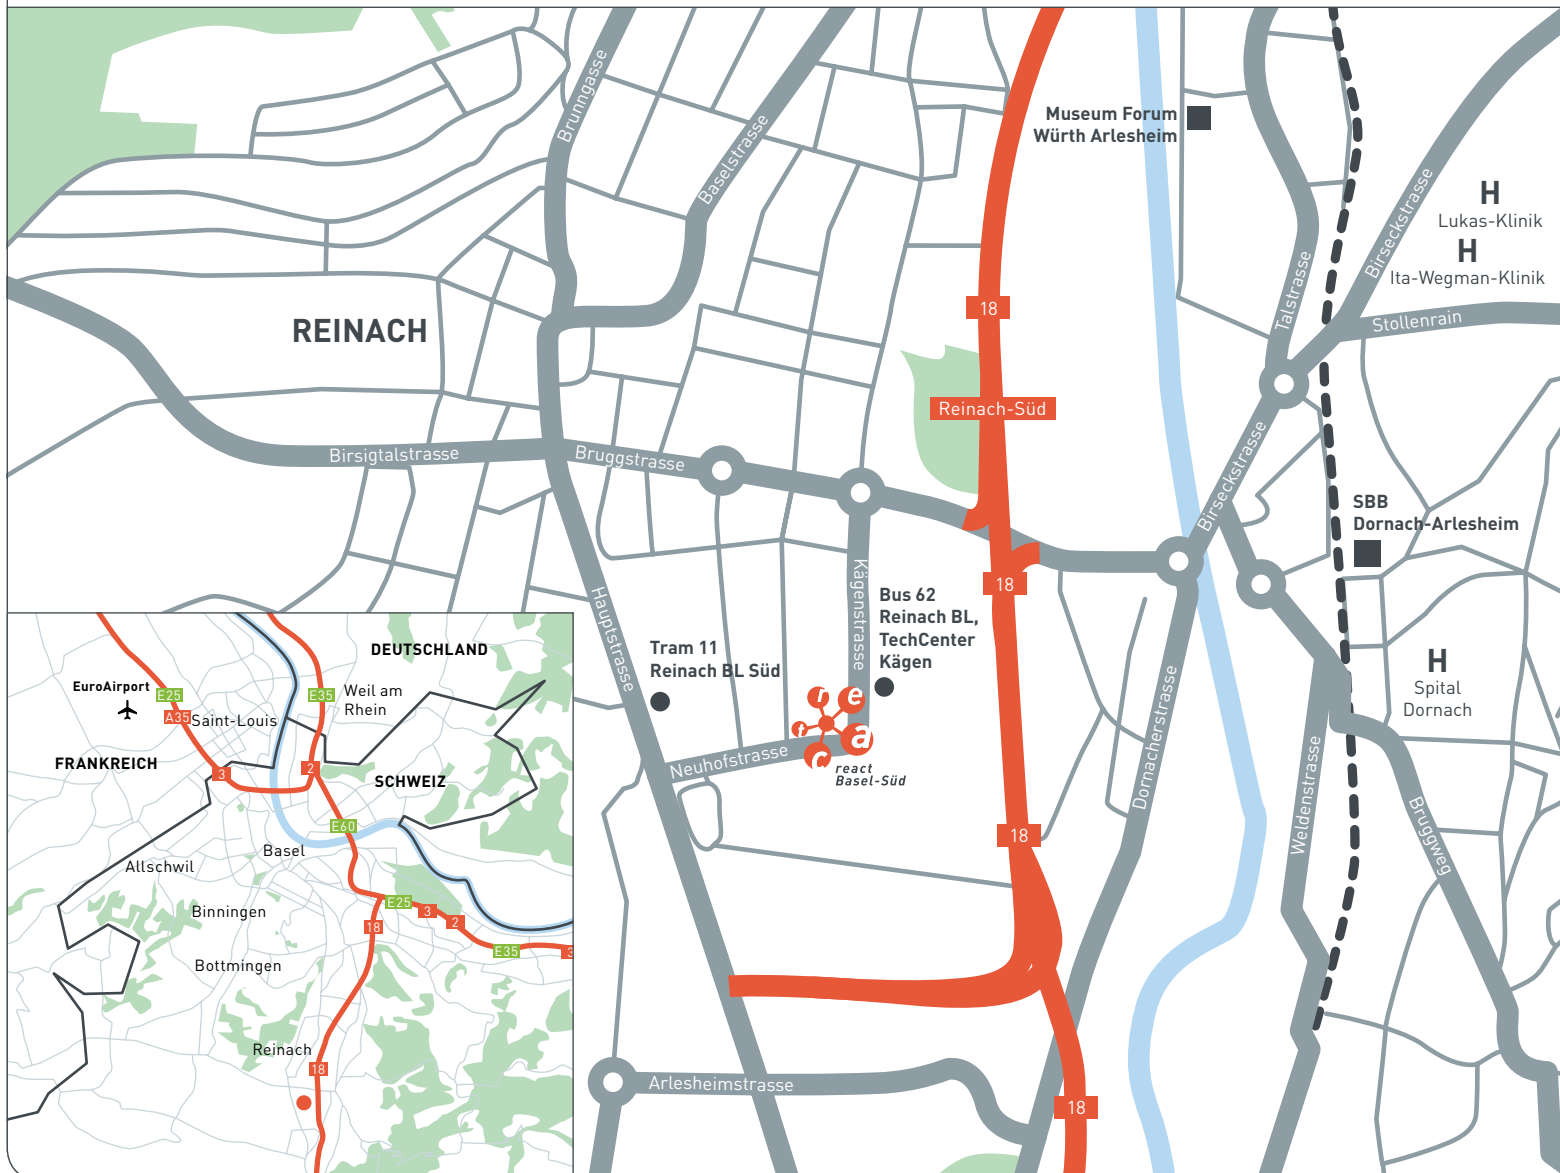 Brunngasse
Baselstrasse
Museum Forum
Würth Arlesheim
Birseckstrasse
H
Lukas-Klinik
H
Ita-Wegman-Klinik
Talstrasse
Stollenrain
18
REINACH
Reinach-Süd
Birsigtalstrasse
Bruggstrasse
Birseckstrasse
SBB
Dornach-Arlesheim
18
Kägenstrasse
Bus 62
Reinach BL,
TechCenter
Kägen
Hauptstrasse
Tram 11
Reinach BL Süd
H
Spital
Dornach
r e a c t
react
Basel-Süd
Neuhofstrasse
Dornacherstrasse
Weldenstrasse
Bruggweg
18
Arlesheimstrasse
18
DEUTSCHLAND
EuroAirport
E25
E35
Weil am
Rhein
A35
Saint-Louis
FRANKREICH
3
2
SCHWEIZ
E60
Basel
Allschwil
E25
3
2
Binningen
18
E35
3
Bottmingen
Reinach
18